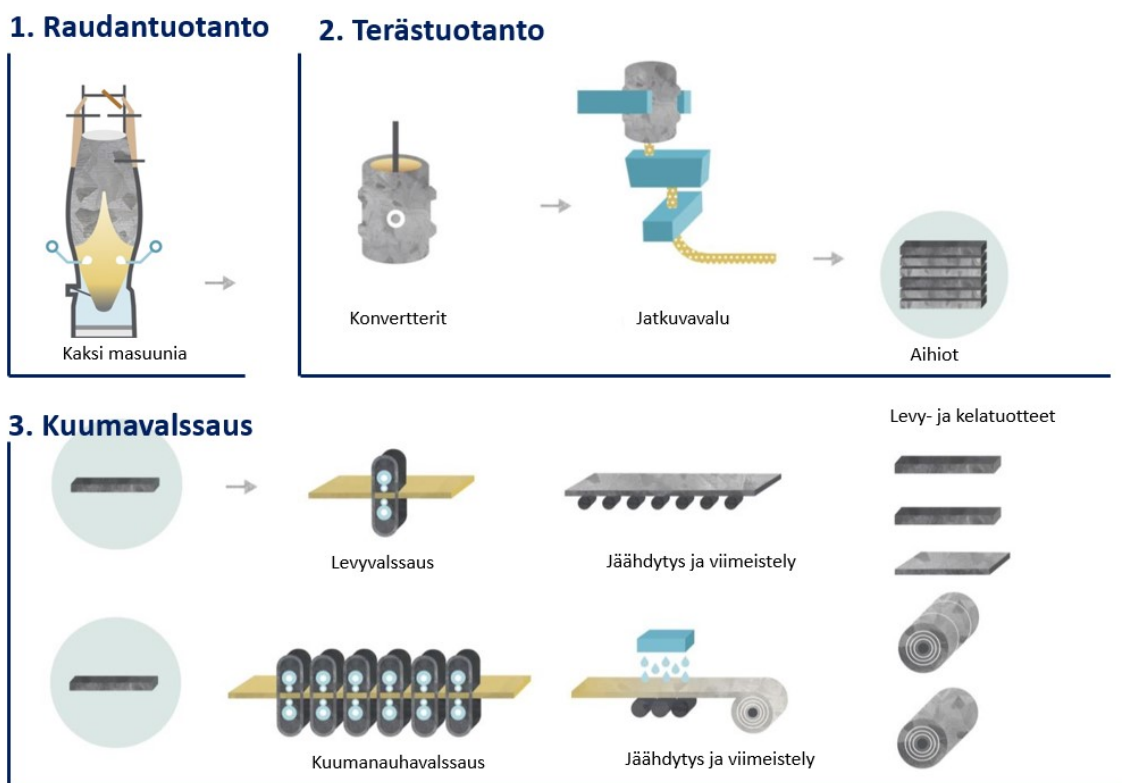 1. Raudantuotanto
2. Terästuotanto
Kaksi masuunia
Konvertterit
Jatkuvavalu
Aihiot
3. Kuumavalssaus
Levy- ja kelatuotteet
Levyvalssaus
Jäähdytys ja viimeistely
Kuumanauhavalssaus
Jäähdytys ja viimeistely